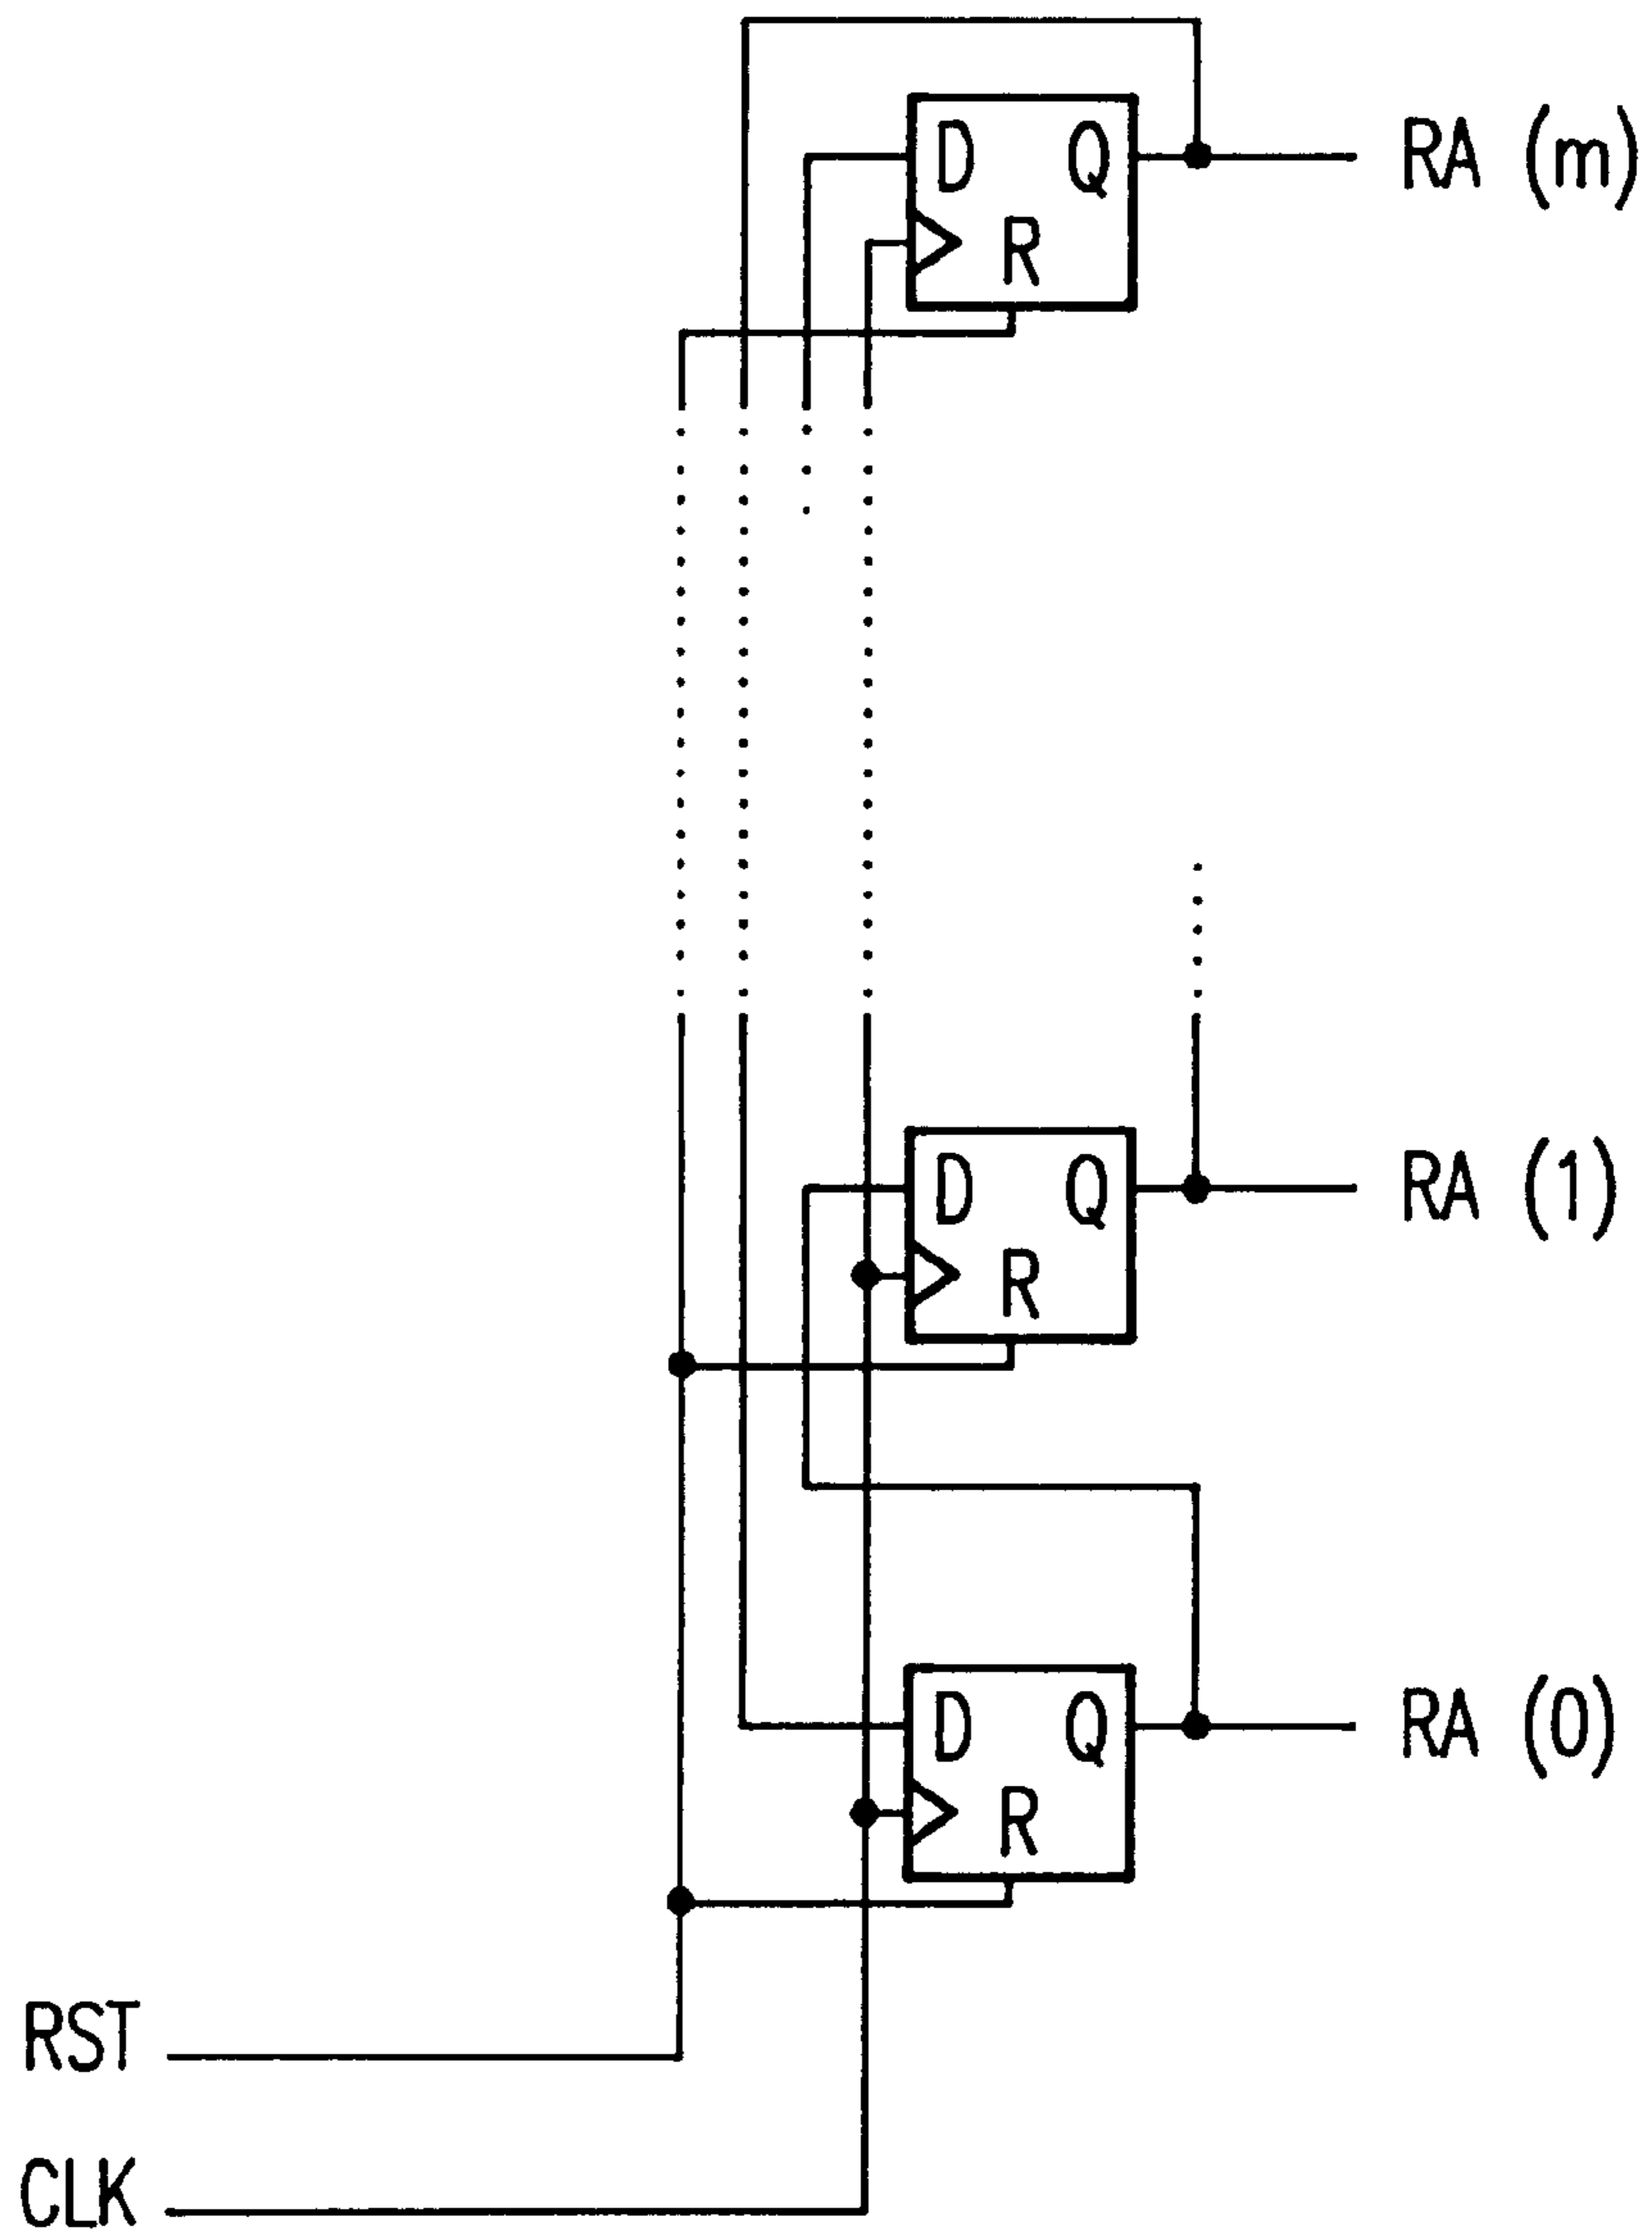 D Q RA (m)
R
D Q RA (1)
R
D Q RA (0)
R
RST
CLK